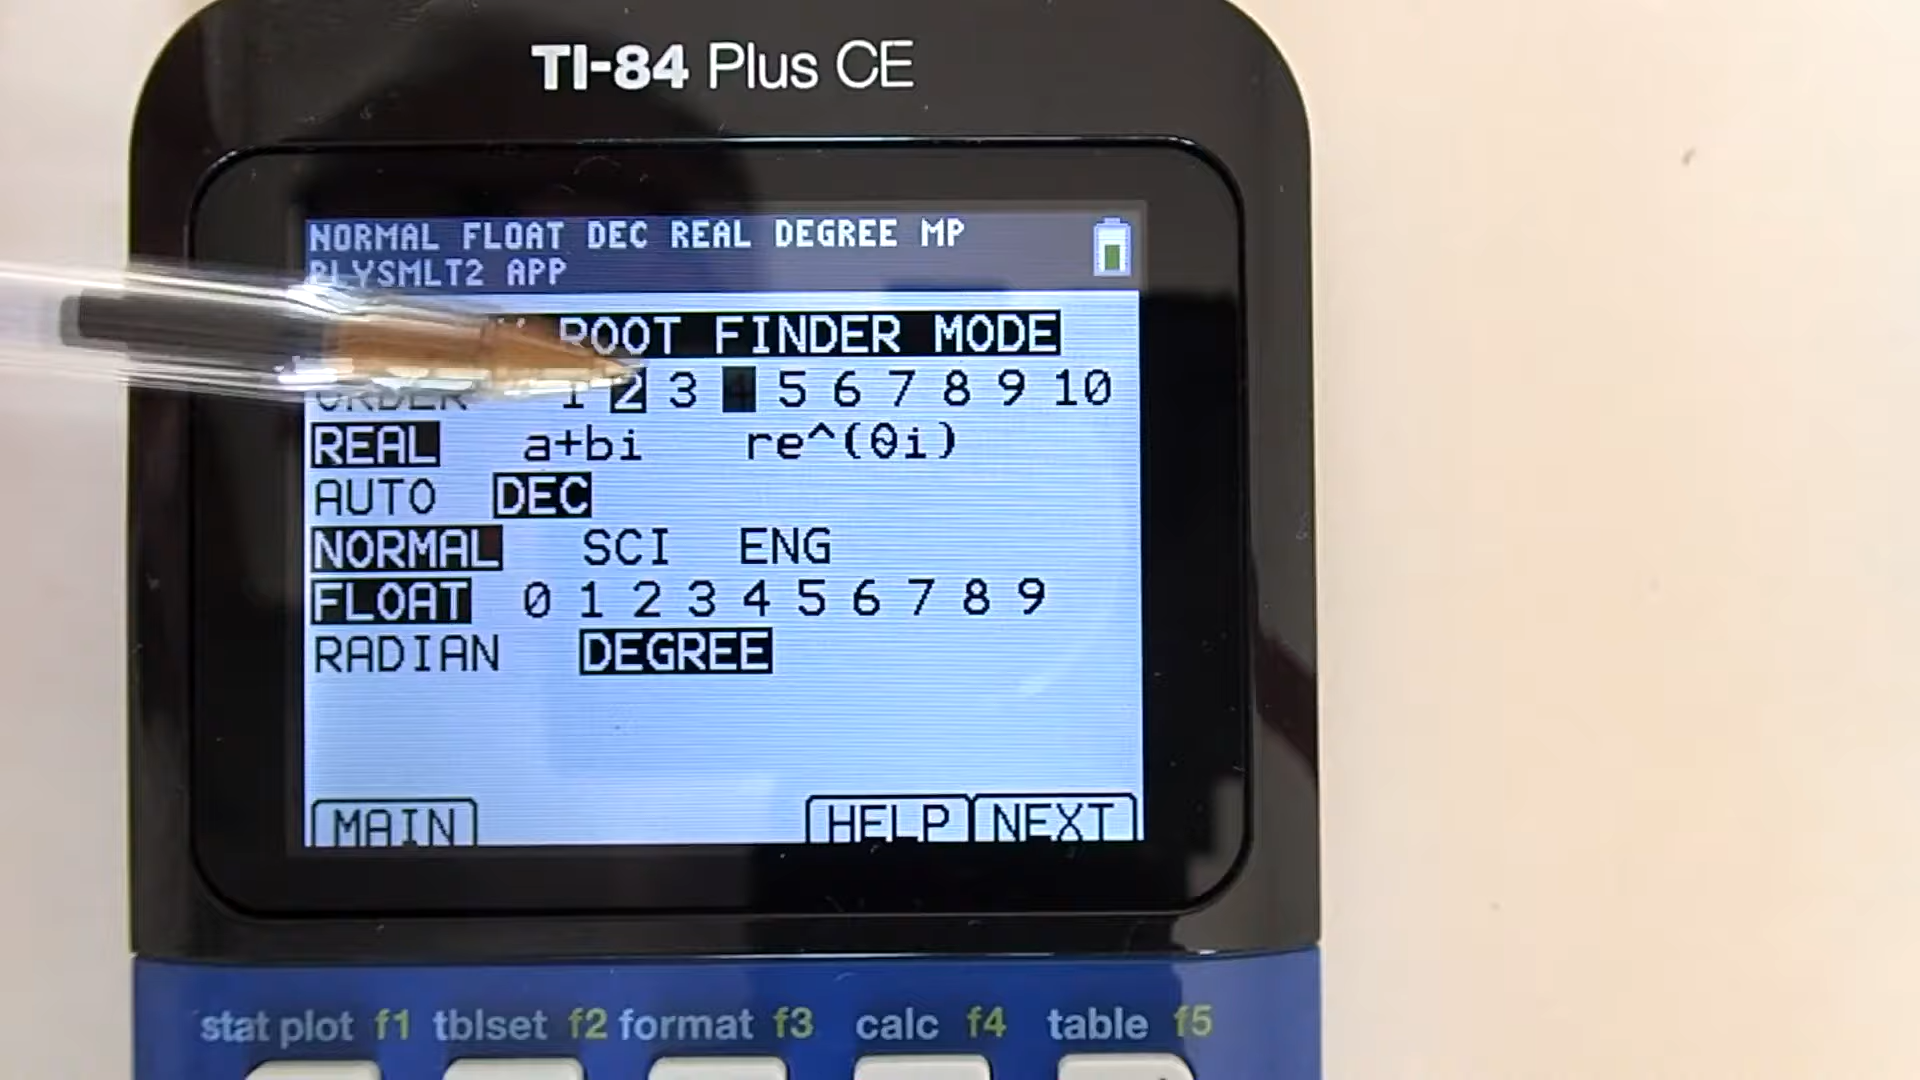 TI-84 Plus CE
NORMAL FLOAT DEC REAL DEGREE MP
PLYSMLT2 APP
ROOT FINDER MODE
ORDER 1 2 3 4 5 6 7 8 9 10
REAL a+bi re^(θi)
AUTO DEC
NORMAL SCI ENG
FLOAT 0 1 2 3 4 5 6 7 8 9
RADIAN DEGREE
MAIN HELP NEXT
stat plot f1 tblset f2 format f3 calc f4 table f5